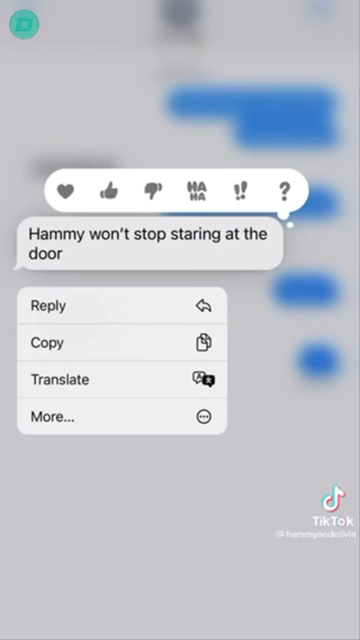 HA
HA
!!
?
Hammy won't stop staring at the
door
Reply
Copy
Translate
More...
TikTok
@hammyandolivia